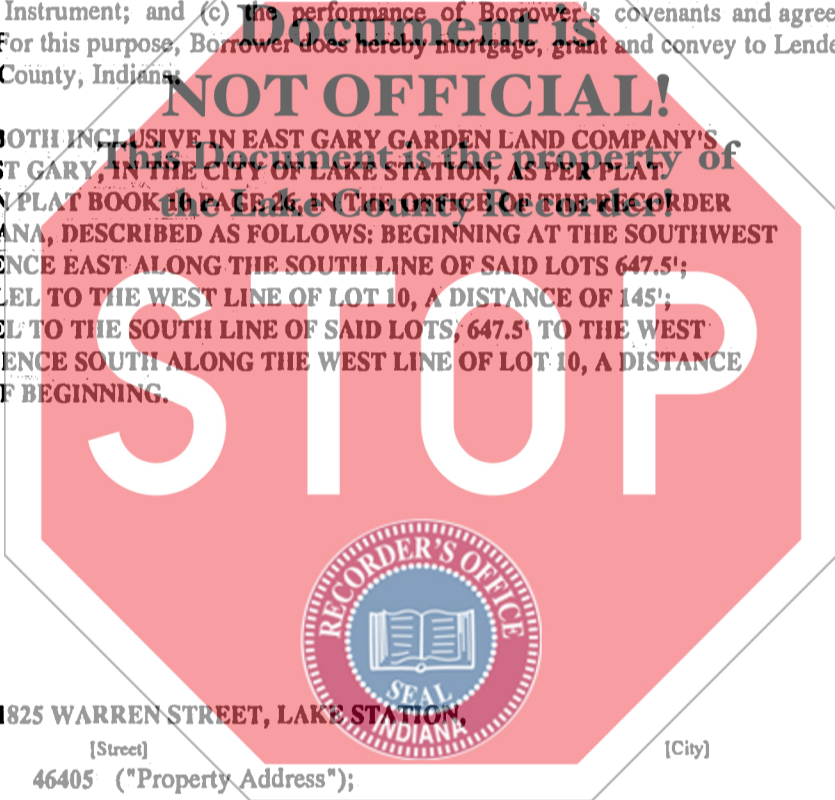 Instrument; and (c) the performance of Borrower's covenants and agree
Document is
For this purpose, Borrower does hereby mortgage, grant and convey to Lende
County, Indiana:
NOT OFFICIAL!
OTH INCLUSIVE IN EAST GARY GARDEN LAND COMPANY'S
This Document is the property of
T GARY, IN THE CITY OF LAKE STATION, AS PER PLAT
PLAT BOOK 10 PAGE 26, IN THE OFFICE OF THE RECORDER
the Lake County Recorder!
ANA, DESCRIBED AS FOLLOWS: BEGINNING AT THE SOUTHWEST
ENCE EAST ALONG THE SOUTH LINE OF SAID LOTS 647.5';
LEL TO THE WEST LINE OF LOT 10, A DISTANCE OF 145';
EL TO THE SOUTH LINE OF SAID LOTS, 647.5' TO THE WEST
ENCE SOUTH ALONG THE WEST LINE OF LOT 10, A DISTANCE
F BEGINNING.
STOP
RECORDER'S OFFICE
SEAL
INDIANA
1825 WARREN STREET, LAKE STATION,
[Street] [City]
46405 ("Property Address");